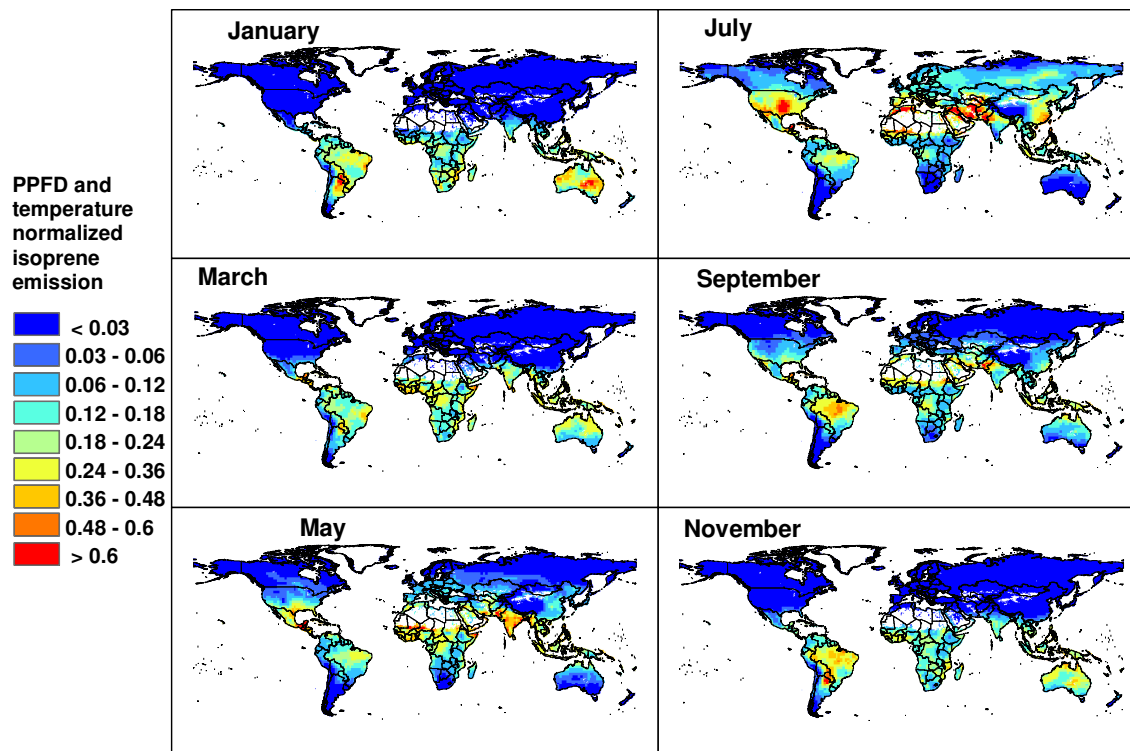 January
July
PPFD and
temperature
normalized
isoprene
emission
< 0.03
0.03 - 0.06
0.06 - 0.12
0.12 - 0.18
0.18 - 0.24
0.24 - 0.36
0.36 - 0.48
0.48 - 0.6
> 0.6
March
September
May
November